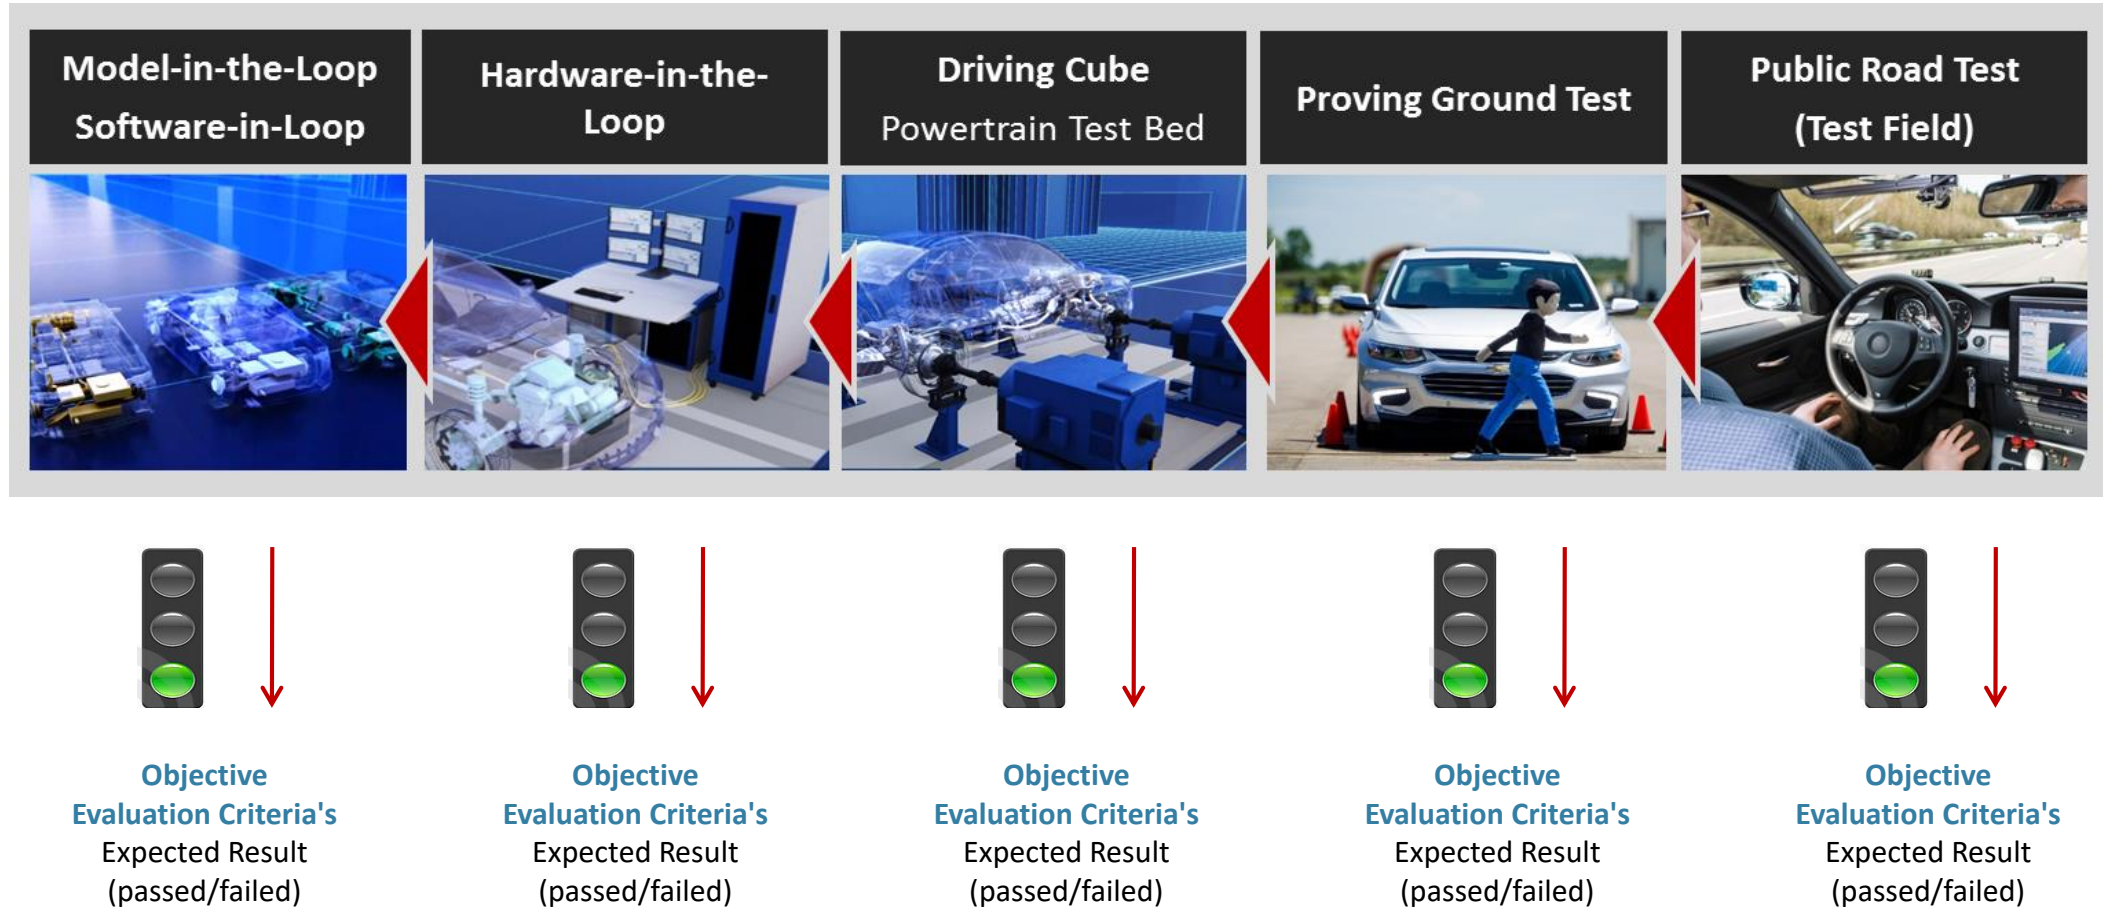 Model-in-the-Loop
Software-in-Loop
Hardware-in-the-
Loop
Driving Cube
Powertrain Test Bed
Proving Ground Test
Public Road Test
(Test Field)
Objective
Evaluation Criteria's
Expected Result
(passed/failed)
Objective
Evaluation Criteria's
Expected Result
(passed/failed)
Objective
Evaluation Criteria's
Expected Result
(passed/failed)
Objective
Evaluation Criteria's
Expected Result
(passed/failed)
Objective
Evaluation Criteria's
Expected Result
(passed/failed)